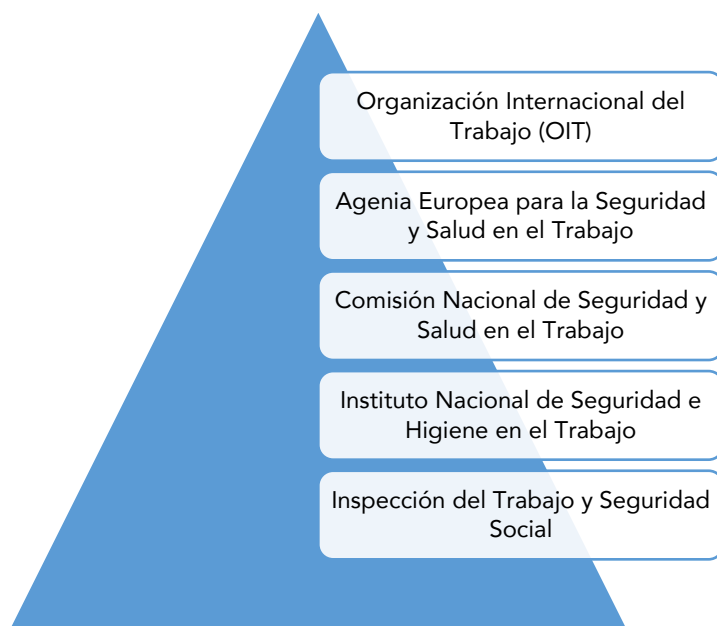 Organización Internacional del
Trabajo (OIT)
Agenia Europea para la Seguridad
y Salud en el Trabajo
Comisión Nacional de Seguridad y
Salud en el Trabajo
Instituto Nacional de Seguridad e
Higiene en el Trabajo
Inspección del Trabajo y Seguridad
Social